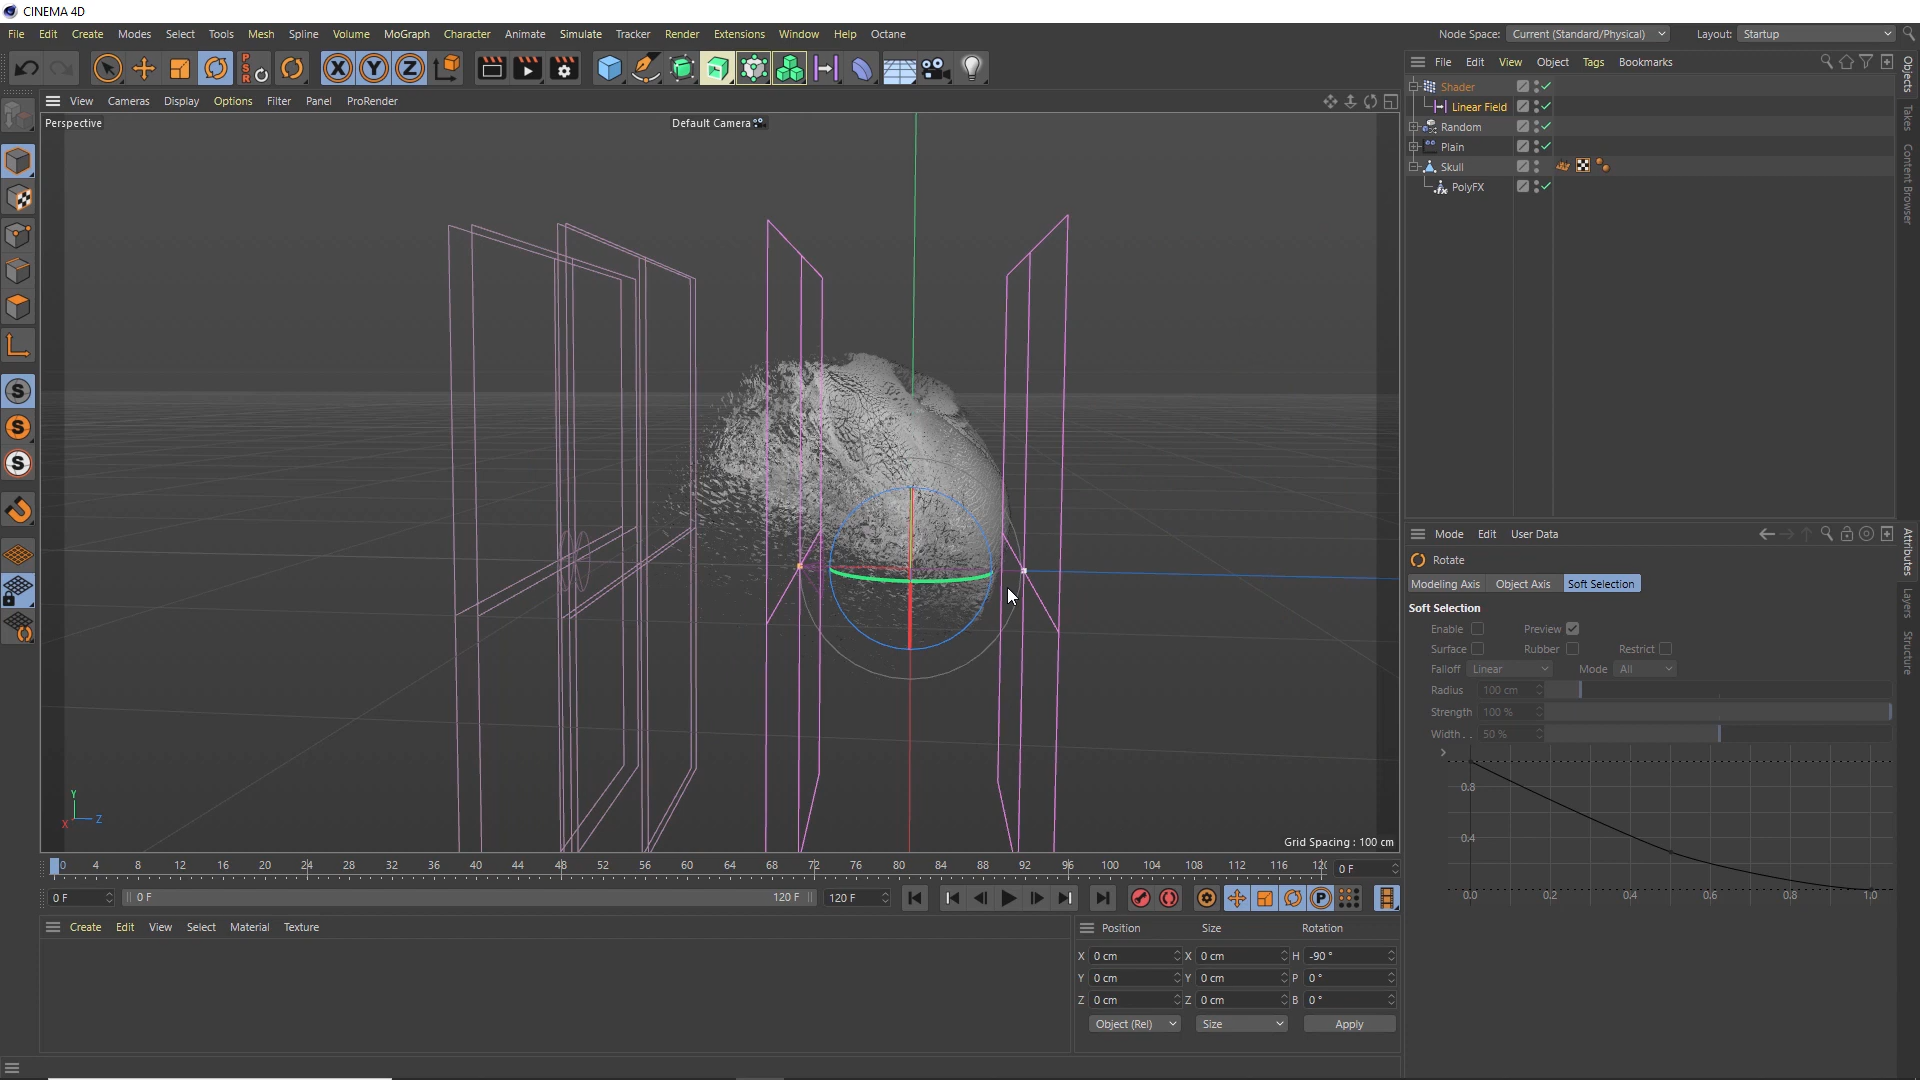 CINEMA 4D
File Edit Create Modes Select Tools Mesh Spline Volume MoGraph Character Animate Simulate Tracker Render Extensions Window Help Octane
Node Space: Current (Standard/Physical) Layout: Startup
P S R
X Y Z
File Edit View Object Tags Bookmarks
View Cameras Display Options Filter Panel ProRender
Perspective
Default Camera
Shader
Linear Field
Random
Plain
Skull
PolyFX
Objects
Takes
Content Browser
S
S
S
Mode Edit User Data
Rotate
Modeling Axis Object Axis Soft Selection
Soft Selection
Enable Preview
Surface Rubber Restrict
Falloff Linear Mode All
Radius 100 cm
Strength 100 %
Width . . 50 %
0.8
0.4
0.0 0.2 0.4 0.6 0.8 1.0
Attributes
Layers
Structure
Y
X Z
Grid Spacing : 100 cm
0 4 8 12 16 20 24 28 32 36 40 44 48 52 56 60 64 68 72 76 80 84 88 92 96 100 104 108 112 116 0 F
0 F 0 F 120 F 120 F P
Create Edit View Select Material Texture
Position Size Rotation
X 0 cm X 0 cm H -90 °
Y 0 cm Y 0 cm P 0 °
Z 0 cm Z 0 cm B 0 °
Object (Rel) Size Apply